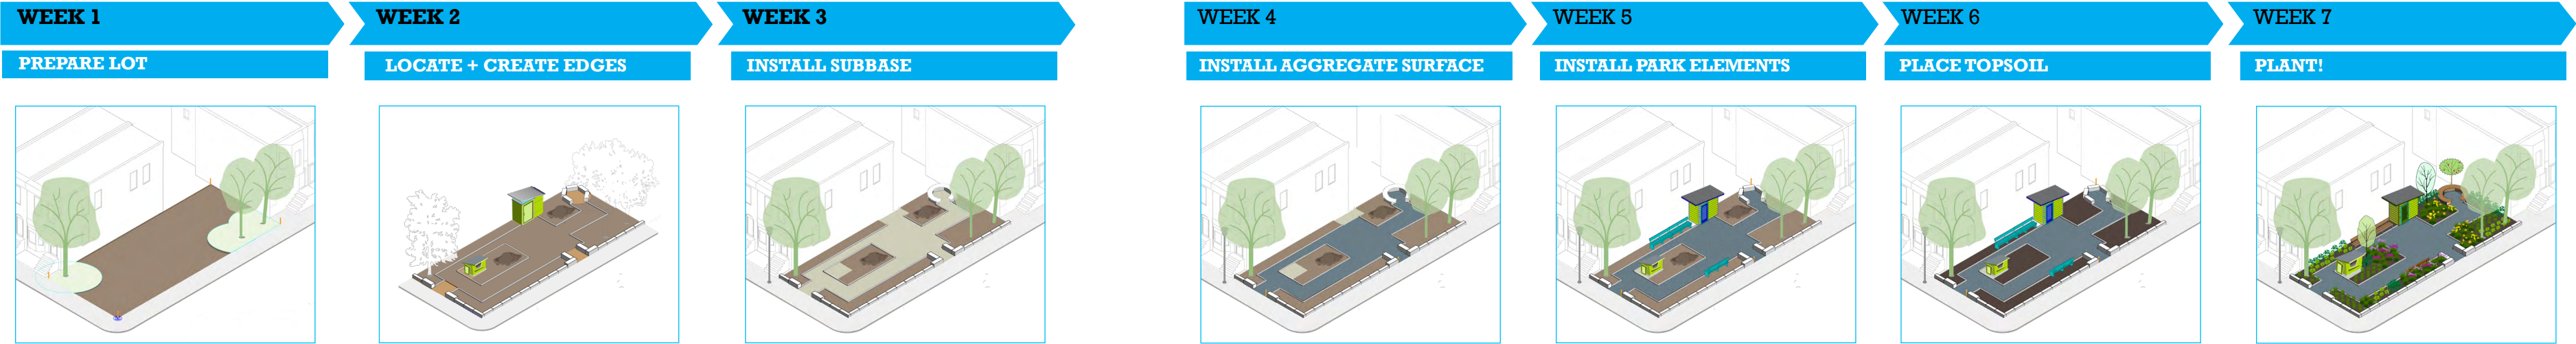 WEEK 1
WEEK 2
WEEK 3
WEEK 4
WEEK 5
WEEK 6
WEEK 7
PREPARE LOT
LOCATE + CREATE EDGES
INSTALL SUBBASE
INSTALL AGGREGATE SURFACE
INSTALL PARK ELEMENTS
PLACE TOPSOIL
PLANT!